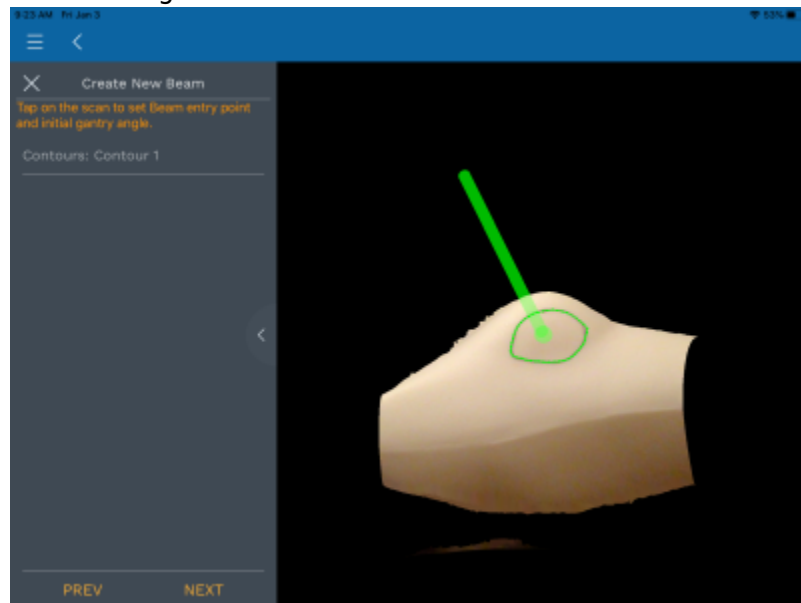 9:23 AM Fri Jan 3
53%
Create New Beam
Tap on the scan to set Beam entry point
and initial gantry angle.
Contours: Contour 1
PREV
NEXT